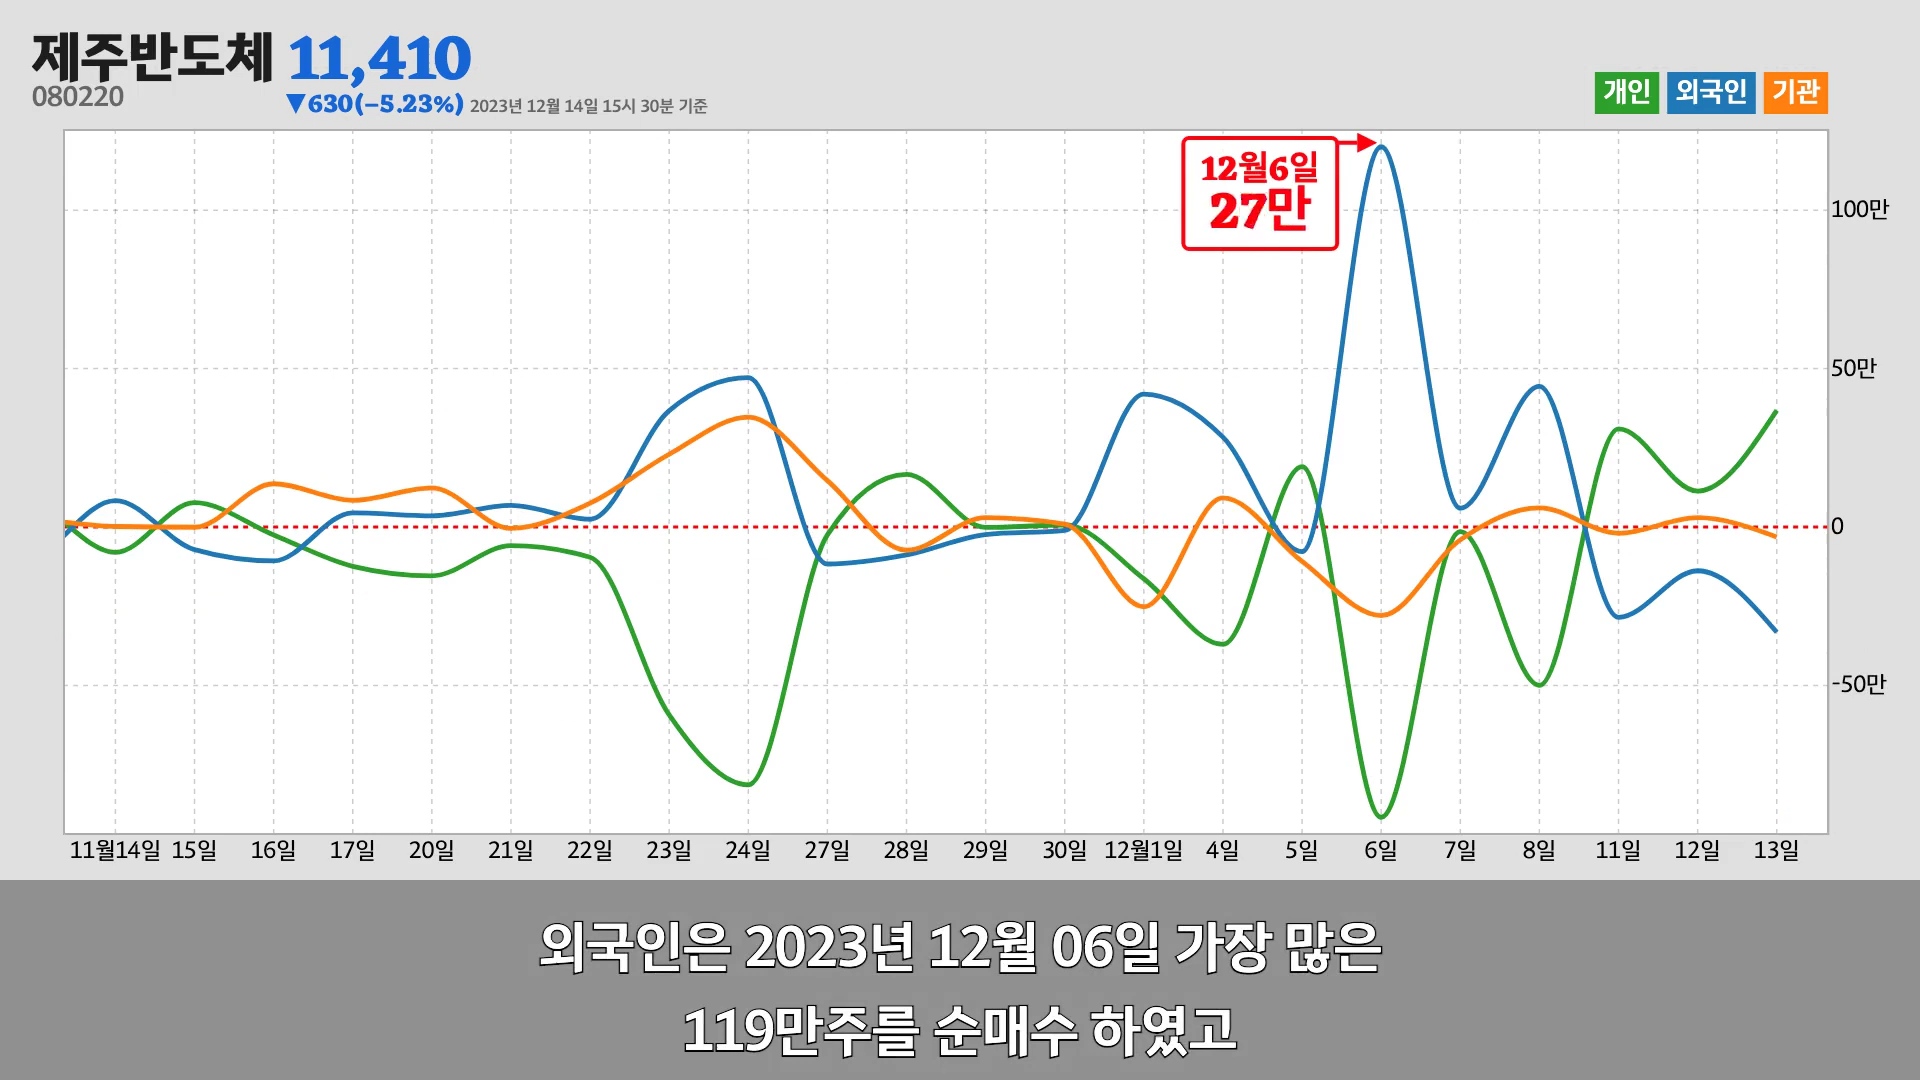 제주반도체 11,410
080220
▼630(-5.23%) 2023년 12월 14일 15시 30분 기준
개인 외국인 기관
12월6일
27만
100만
50만
0
-50만
11월14일 15일 16일 17일 20일 21일 22일 23일 24일 27일 28일 29일 30일 12월1일 4일 5일 6일 7일 8일 11일 12일 13일
외국인은 2023년 12월 06일 가장 많은
119만주를 순매수 하였고